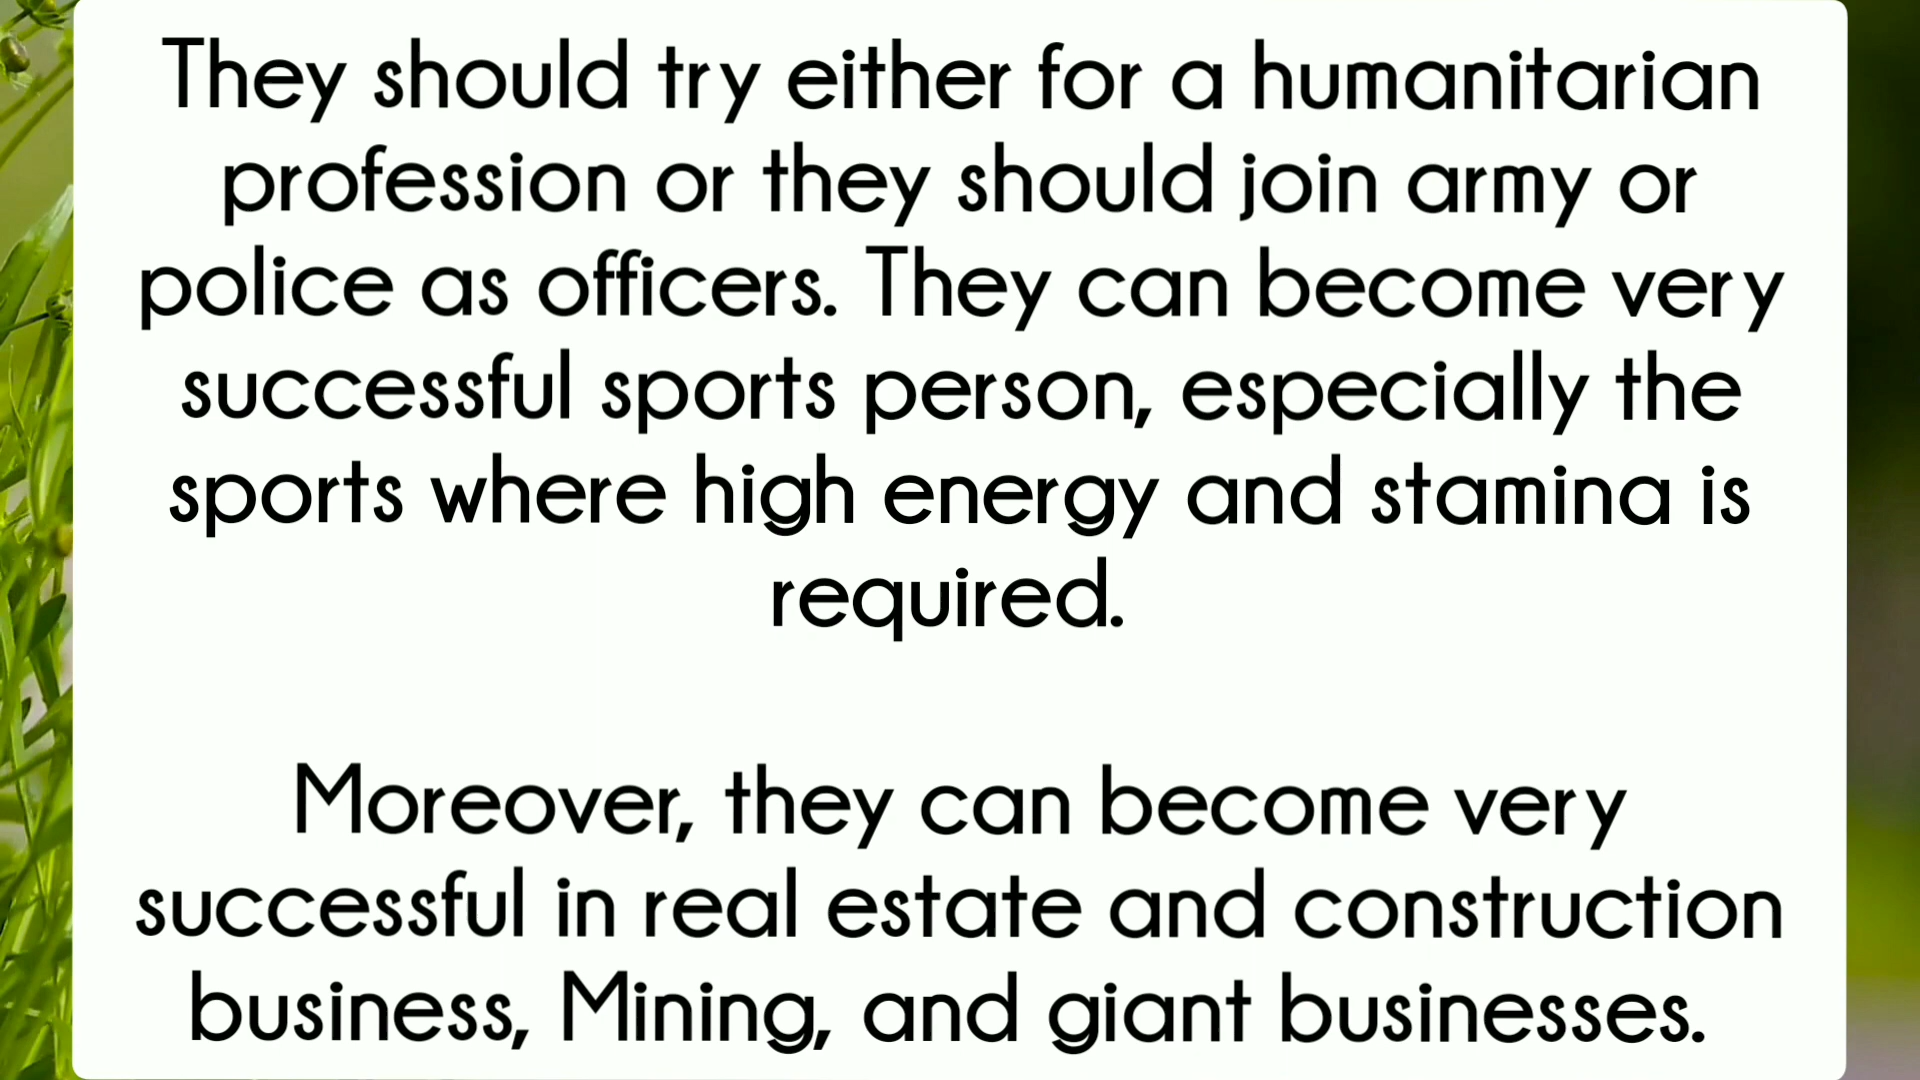 They should try either for a humanitarian
profession or they should join army or
police as officers. They can become very
successful sports person, especially the
sports where high energy and stamina is
required.
Moreover, they can become very
successful in real estate and construction
business, Mining, and giant businesses.